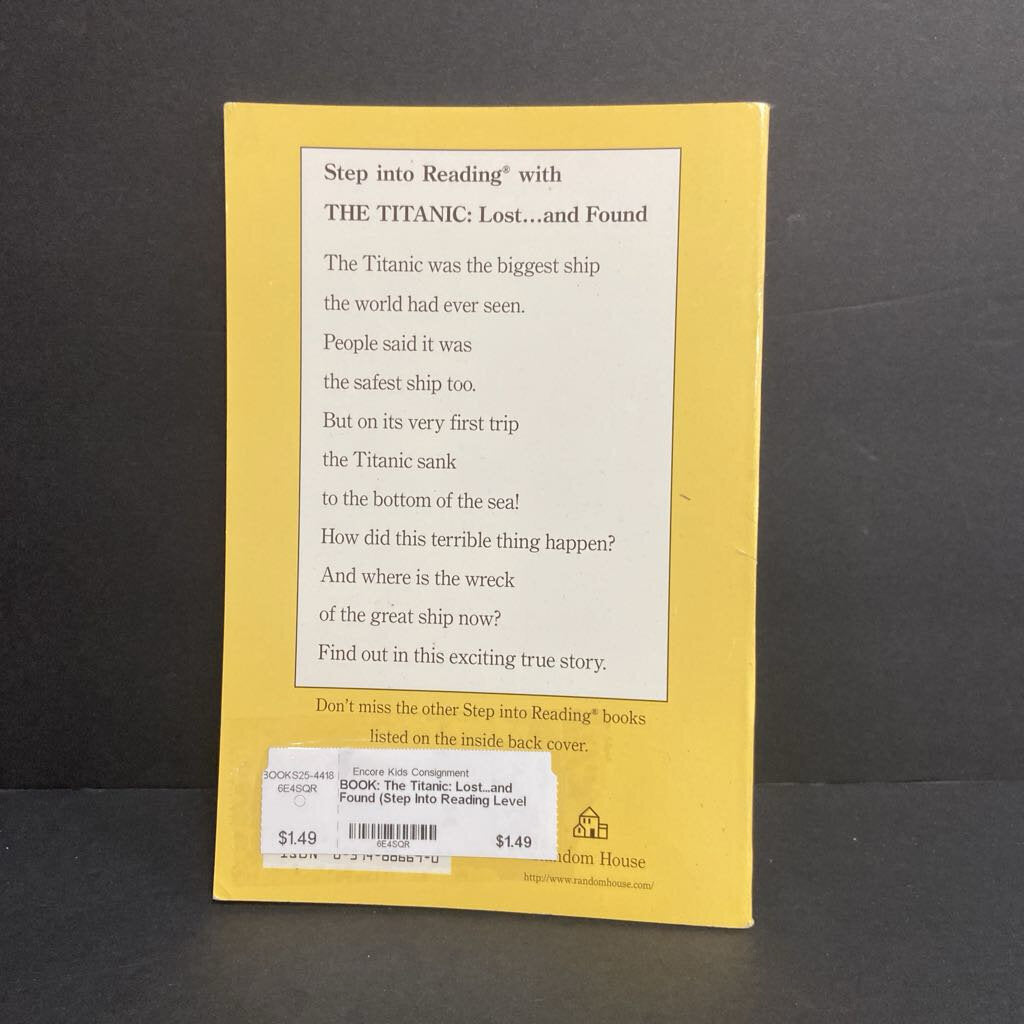 Step into Reading® with
THE TITANIC: Lost...and Found
The Titanic was the biggest ship
the world had ever seen.
People said it was
the safest ship too.
But on its very first trip
the Titanic sank
to the bottom of the sea!
How did this terrible thing happen?
And where is the wreck
of the great ship now?
Find out in this exciting true story.
Don't miss the other Step into Reading® books
listed on the inside back cover.
BOOKS25-4418
6E4SQR
$1.49
Encore Kids Consignment
BOOK: The Titanic: Lost...and
Found (Step Into Reading Level
6E4SQR
$1.49
ISBN
House
http://www.randomhouse.com/